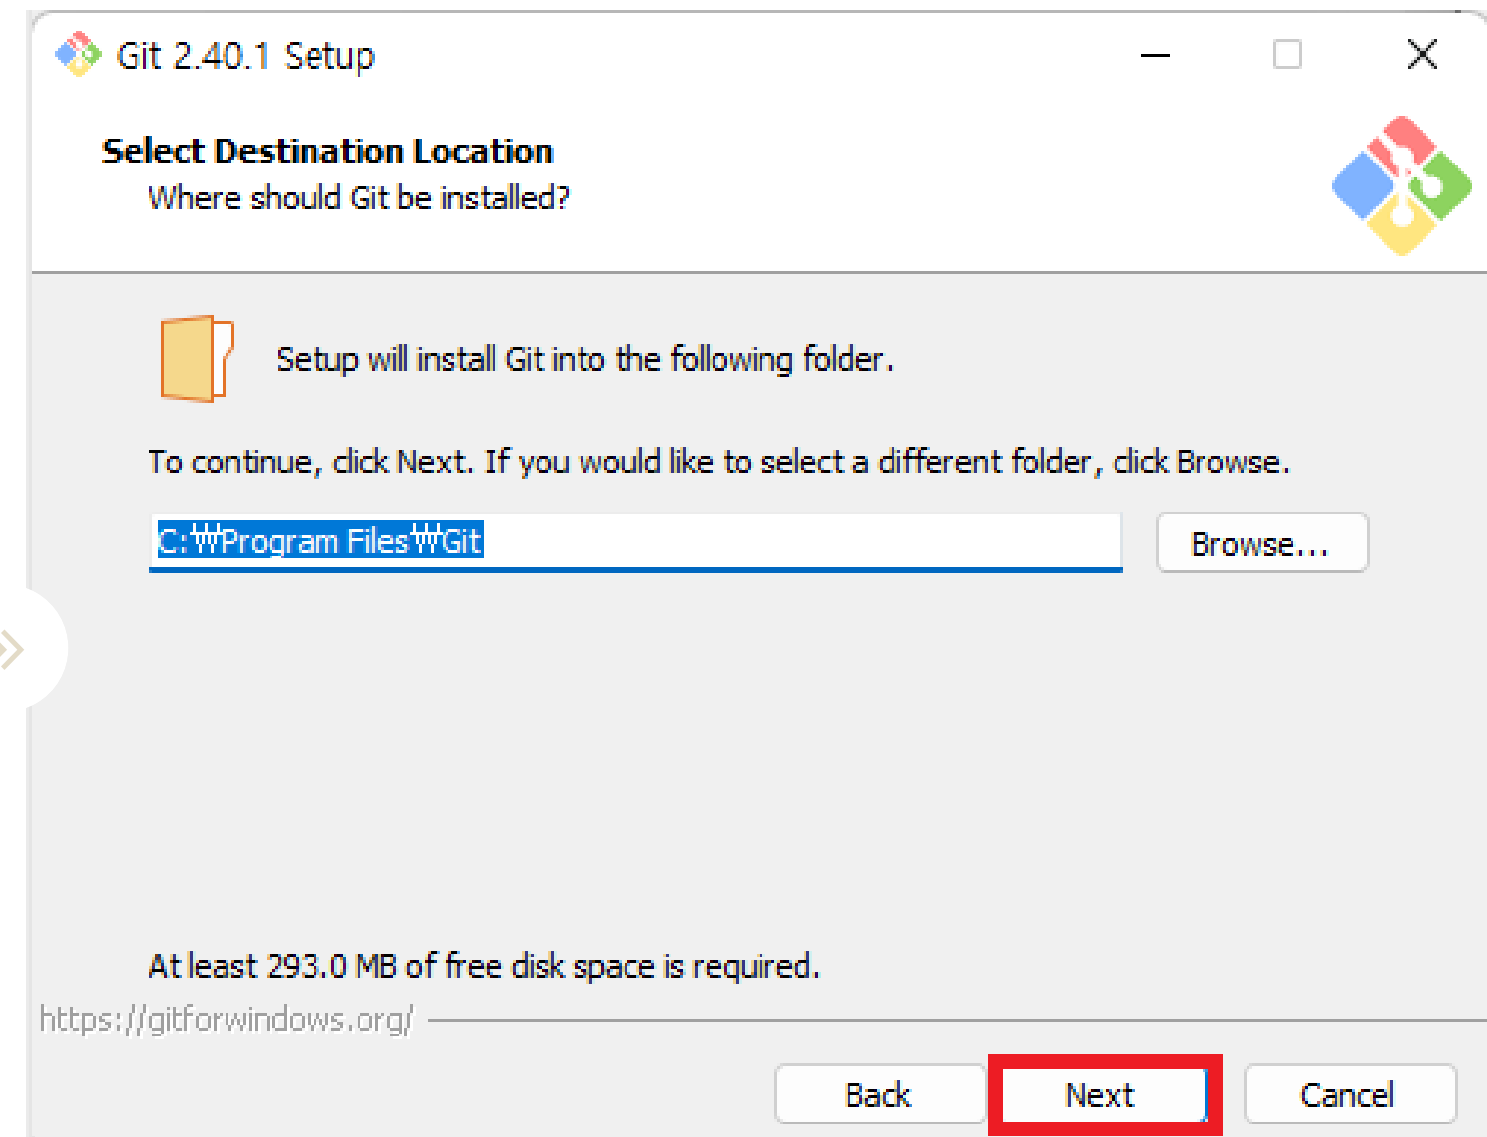 Git 2.40.1 Setup
Select Destination Location
Where should Git be installed?
Setup will install Git into the following folder.
To continue, click Next. If you would like to select a different folder, click Browse.
C:₩Program Files₩Git
Browse...
At least 293.0 MB of free disk space is required.
https://gitforwindows.org/
Back
Next
Cancel